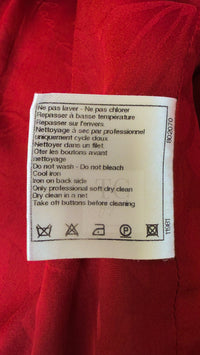 Ne pas laver - Ne pas chlorer
Repasser à basse température
Repasser sur l'envers
Nettoyage à sec par professionnel
uniquement cycle doux
Nettoyer dans un filet
Oter les boutons avant
nettoyage
Do not wash - Do not bleach
Cool iron
Iron on back side
Only professional soft dry clean
Dry clean in a net
Take off buttons before cleaning
P
802070